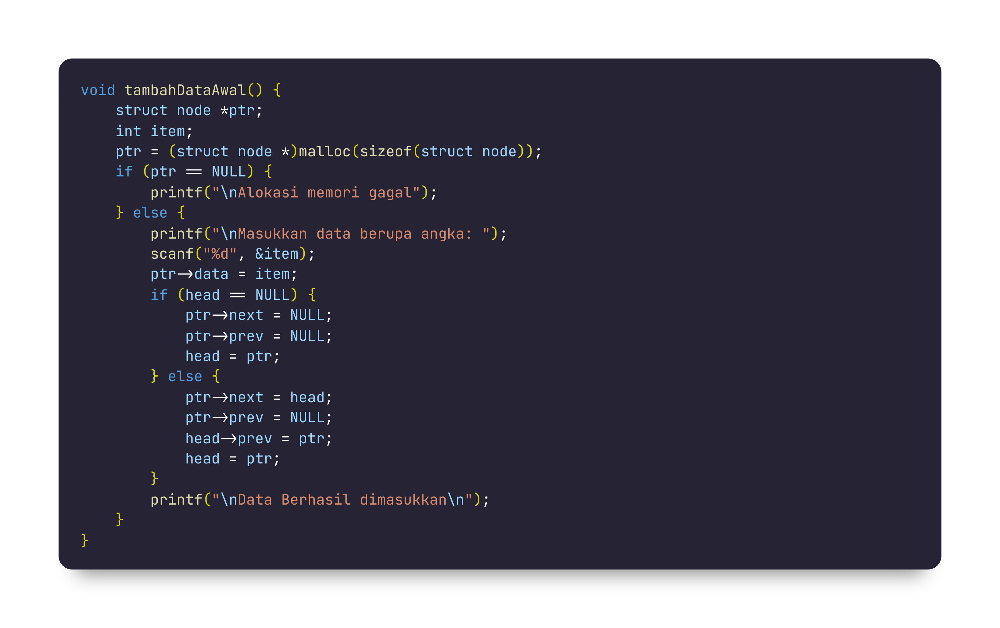 void tambahDataAwal() {
    struct node *ptr;
    int item;
    ptr = (struct node *)malloc(sizeof(struct node));
    if (ptr == NULL) {
        printf("\nAlokasi memori gagal");
    } else {
        printf("\nMasukkan data berupa angka: ");
        scanf("%d", &item);
        ptr->data = item;
        if (head == NULL) {
            ptr->next = NULL;
            ptr->prev = NULL;
            head = ptr;
        } else {
            ptr->next = head;
            ptr->prev = NULL;
            head->prev = ptr;
            head = ptr;
        }
        printf("\nData Berhasil dimasukkan\n");
    }
}